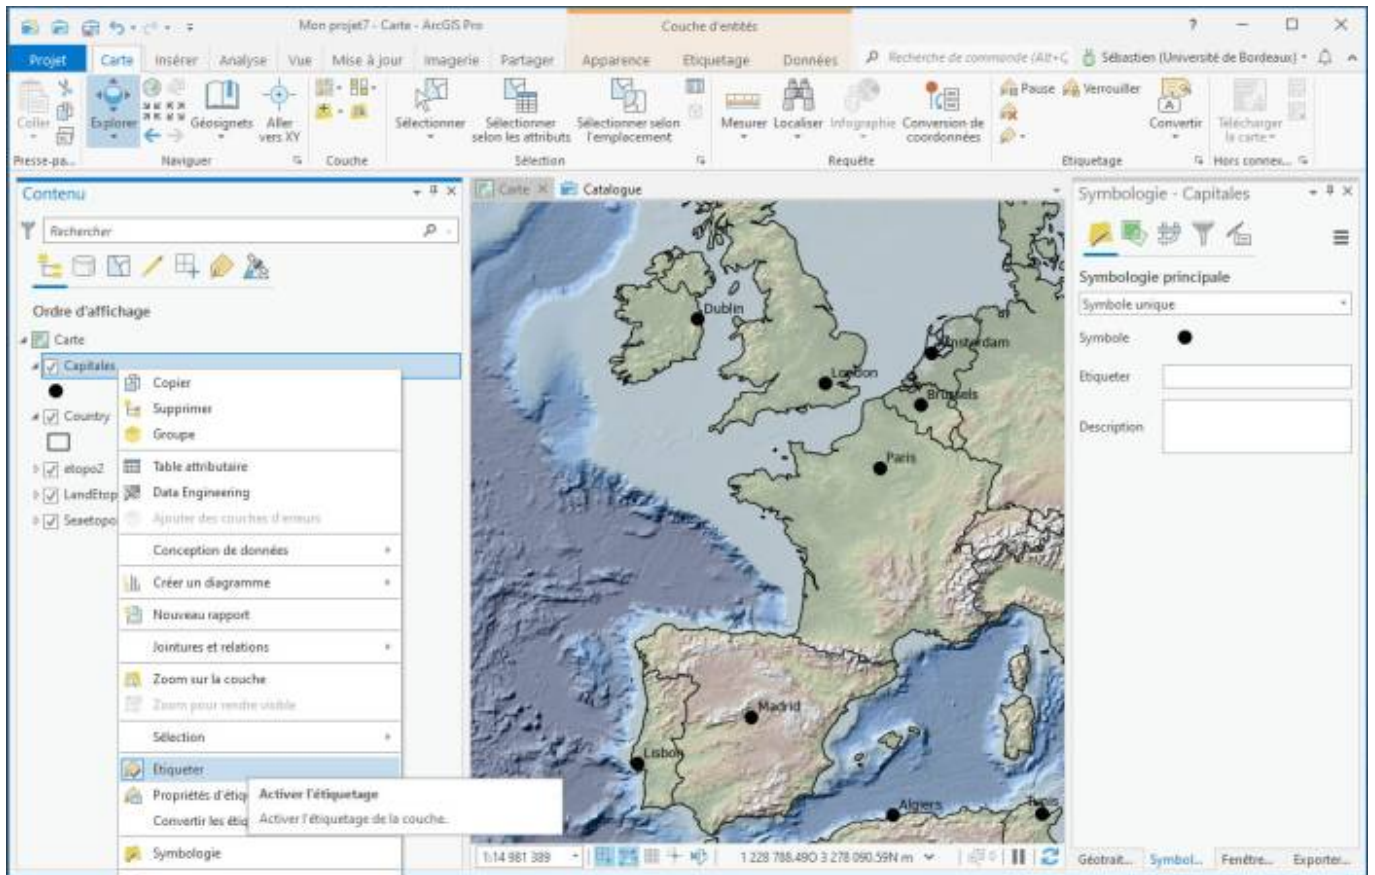 Mon projet7 - Carte - ArcGIS Pro
Couche d'entités
?
Projet Carte Insérer Analyse Vue Mise à jour Imagerie Partager Apparence Etiquetage Données Recherche de commande (Alt+Q Sébastien (Université de Bordeaux)
Coller
Explorer
Géosignets
Aller vers XY
Sélectionner
Sélectionner selon les attributs
Sélectionner selon l'emplacement
Mesurer
Localiser
Infographie
Conversion de coordonnées
Pause
Verrouiller
Convertir
Télécharger la carte
Presse-pa...
Naviguer
Couche
Sélection
Requête
Etiquetage
Hors connex...
Contenu
Rechercher
Ordre d'affichage
Carte
Capitales
Country
etopo2
LandEtop
Seaetopo
Copier
Supprimer
Groupe
Table attributaire
Data Engineering
Ajouter des couches d'erreurs
Conception de données
Créer un diagramme
Nouveau rapport
Jointures et relations
Zoom sur la couche
Zoom pour rendre visible
Sélection
Etiqueter
Propriétés d'étiq
Convertir les étiq
Symbologie
Activer l'étiquetage
Activer l'étiquetage de la couche.
Carte
Catalogue
Dublin
Amsterdam
London
Brussels
Paris
Madrid
Lisbon
Algiers
Tunis
1:14 981 389
1 228 788.49O 3 278 090.59N m
Symbologie - Capitales
Symbologie principale
Symbole unique
Symbole
Etiqueter
Description
Géotrait... Symbol... Fenêtre... Exporter...